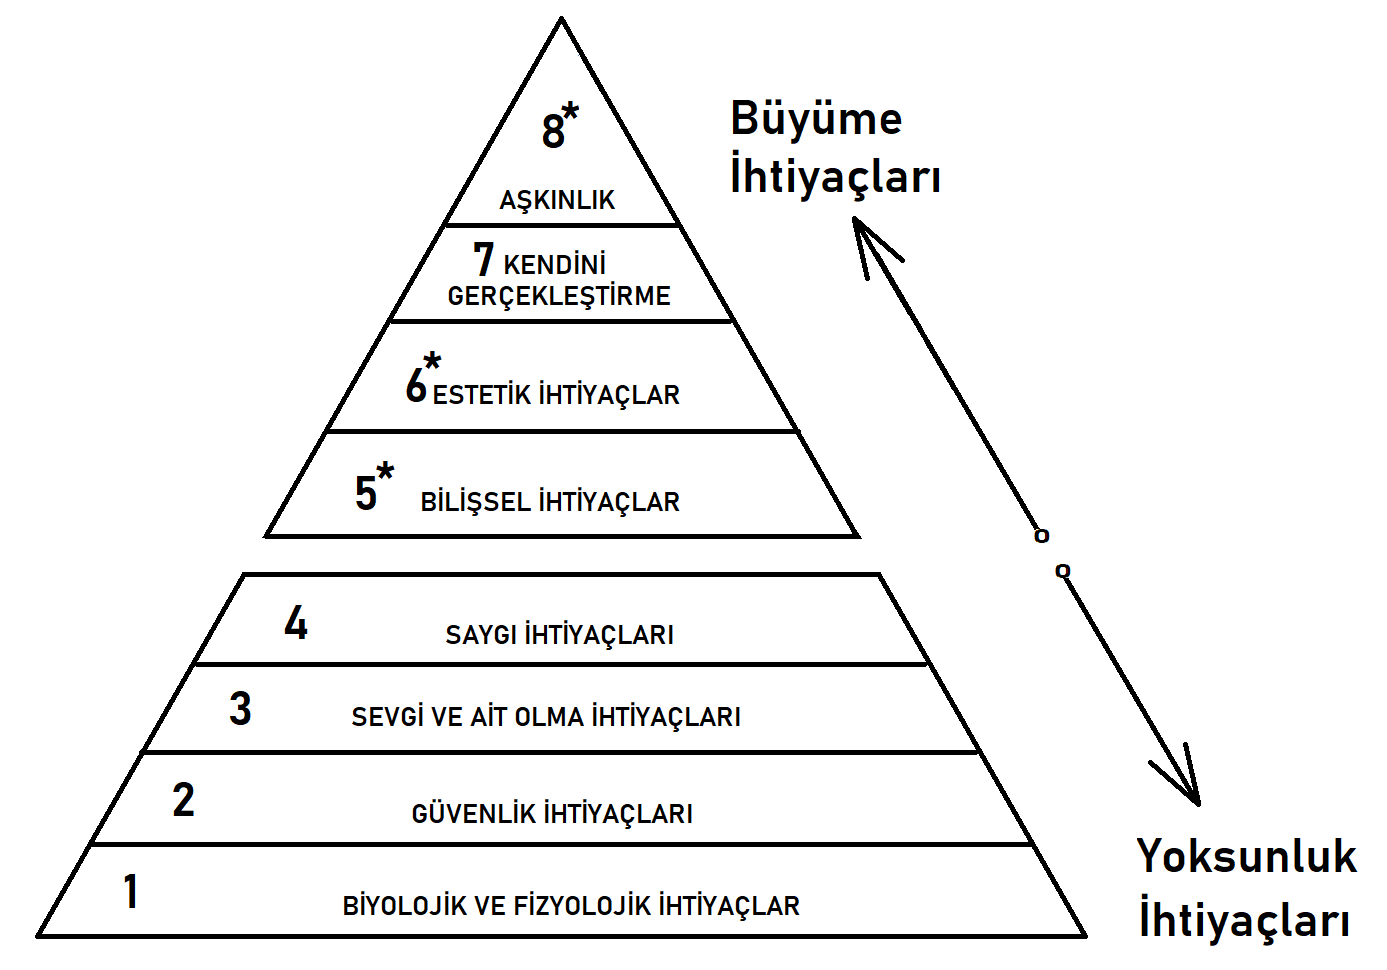 8*
AŞKINLIK
7 KENDİNİ
GERÇEKLEŞTİRME
6* ESTETİK İHTİYAÇLAR
5* BİLİŞSEL İHTİYAÇLAR
4 SAYGI İHTİYAÇLARI
3 SEVGİ VE AİT OLMA İHTİYAÇLARI
2 GÜVENLİK İHTİYAÇLARI
1 BİYOLOJİK VE FİZYOLOJİK İHTİYAÇLAR
Büyüme
İhtiyaçları
Yoksunluk
İhtiyaçları